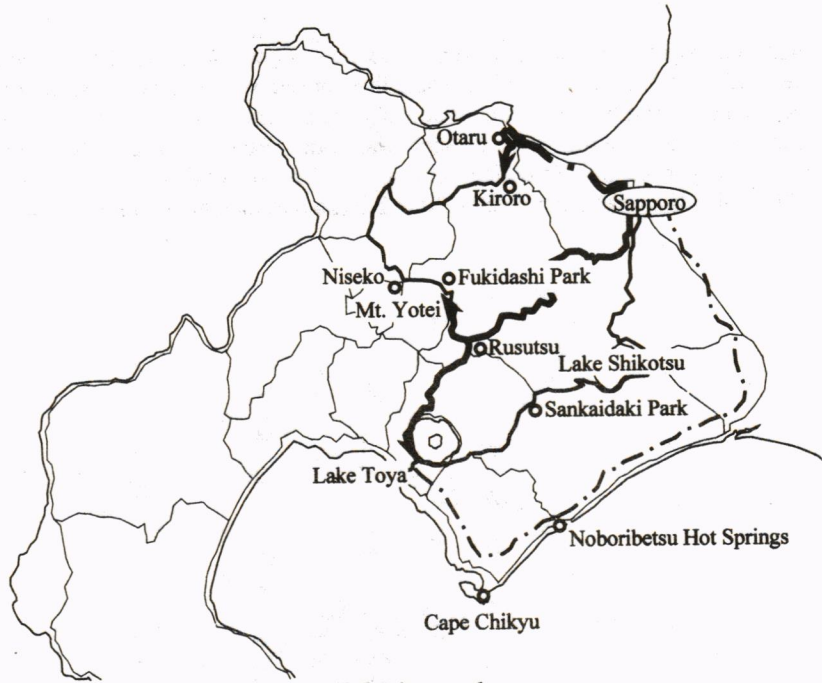 Otaru
Kiroro
Sapporo
Niseko
Fukidashi Park
Mt. Yotei
Rusutsu
Lake Shikotsu
Sankaidaki Park
Lake Toya
Noboribetsu Hot Springs
Cape Chikyu